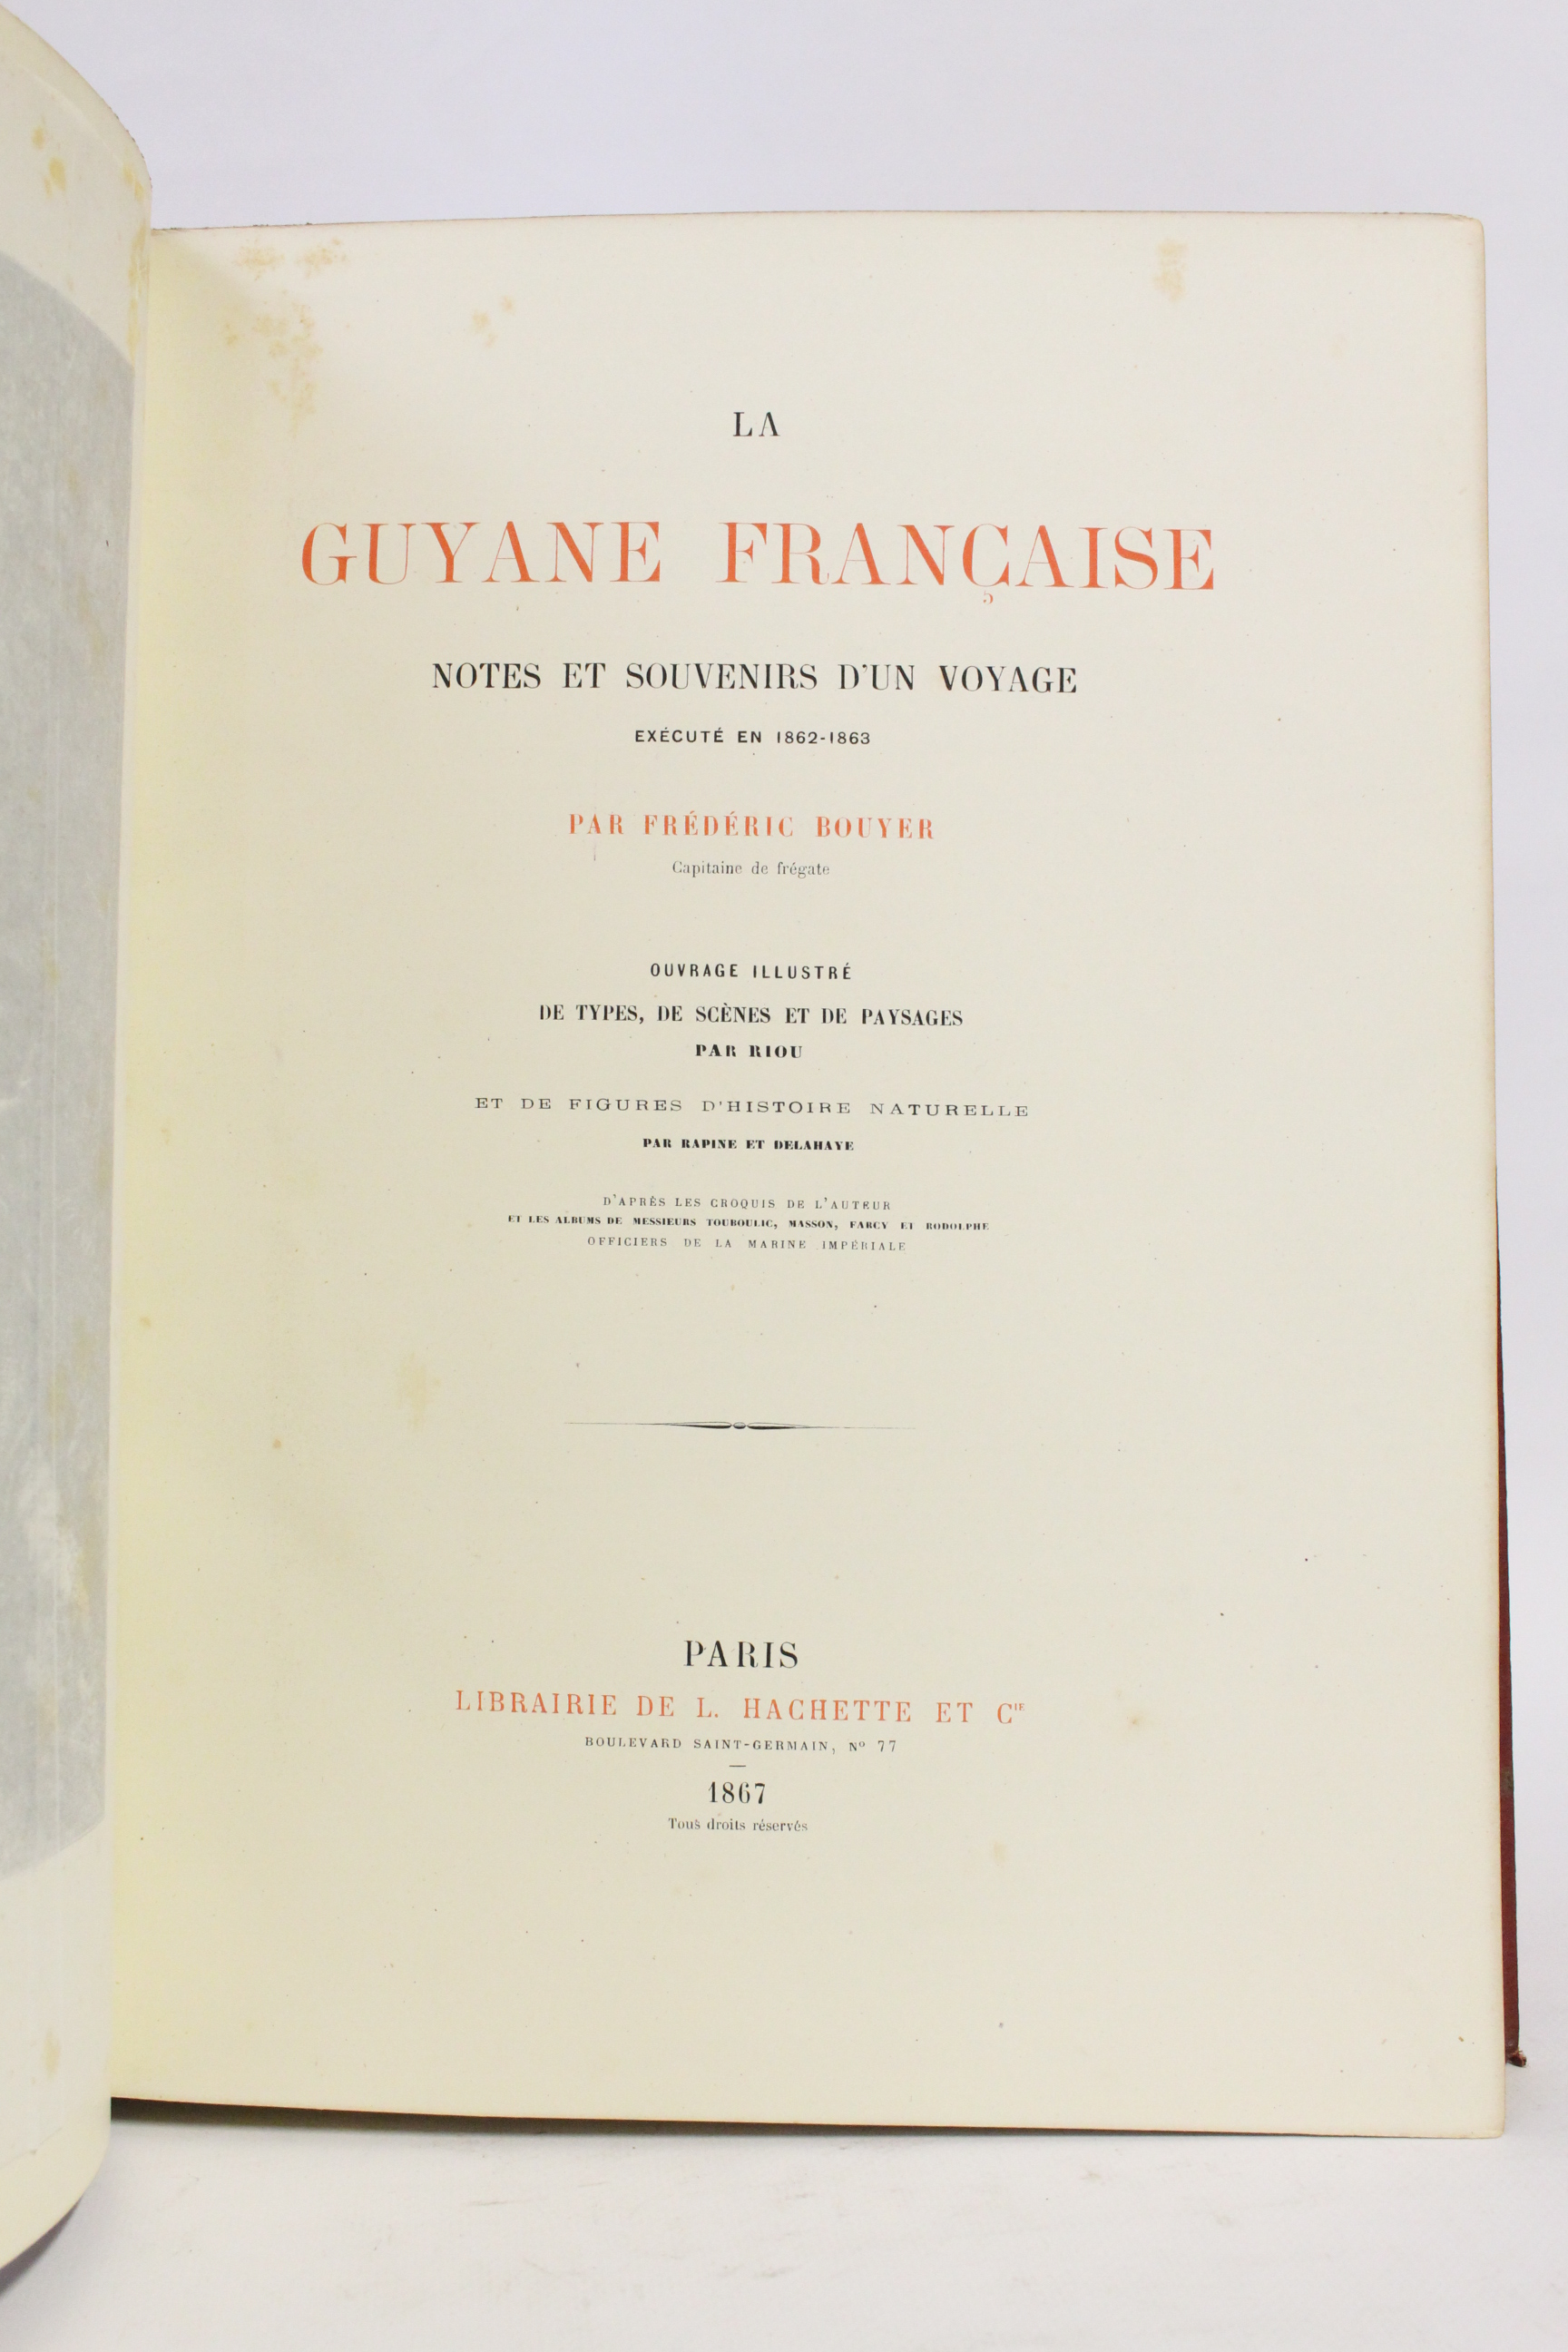 LA
GUYANE FRANÇAISE
NOTES ET SOUVENIRS D'UN VOYAGE
EXÉCUTÉ EN 1862-1863
PAR FRÉDÉRIC BOUYER
Capitaine de frégate
OUVRAGE ILLUSTRÉ
DE TYPES, DE SCÈNES ET DE PAYSAGES
PAR RIOU
ET DE FIGURES D'HISTOIRE NATURELLE
PAR RAPINE ET DELAHAYE
D'APRÈS LES CROQUIS DE L'AUTEUR
ET LES ALBUMS DE MESSIEURS TOUBOULIC, MASSON, FARCY ET RODOLPHE
OFFICIERS DE LA MARINE IMPÉRIALE
PARIS
LIBRAIRIE DE L. HACHETTE ET CIE
BOULEVARD SAINT-GERMAIN, Nº 77
1867
Tous droits réservés